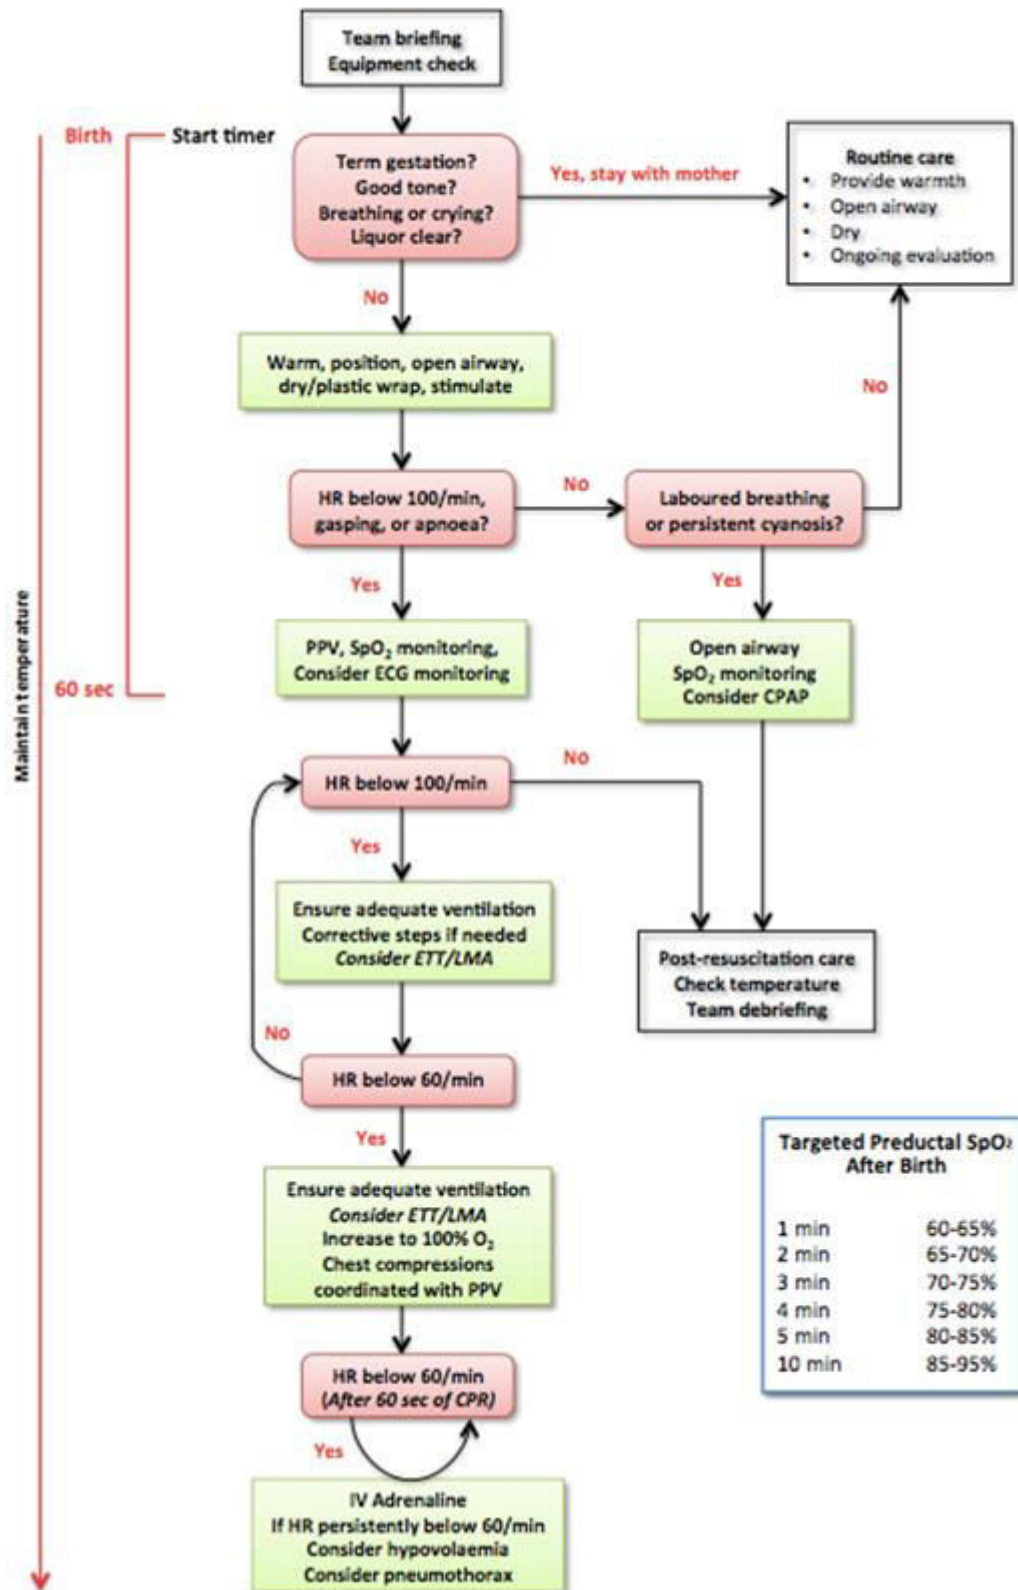 Team briefing
Equipment check
Birth
Start timer
Term gestation?
Good tone?
Breathing or crying?
Liquor clear?
Yes, stay with mother
Routine care
• Provide warmth
• Open airway
• Dry
• Ongoing evaluation
No
Warm, position, open airway,
dry/plastic wrap, stimulate
No
HR below 100/min,
gasping, or apnoea?
No
Laboured breathing
or persistent cyanosis?
Yes
Yes
PPV, SpO₂ monitoring,
Consider ECG monitoring
Open airway
SpO₂ monitoring
Consider CPAP
60 sec
Maintain temperature
HR below 100/min
No
Yes
Ensure adequate ventilation
Corrective steps if needed
Consider ETT/LMA
Post-resuscitation care
Check temperature
Team debriefing
No
HR below 60/min
Yes
Ensure adequate ventilation
Consider ETT/LMA
Increase to 100% O₂
Chest compressions
coordinated with PPV
Targeted Preductal SpO₂
After Birth
1 min 60-65%
2 min 65-70%
3 min 70-75%
4 min 75-80%
5 min 80-85%
10 min 85-95%
HR below 60/min
(After 60 sec of CPR)
Yes
IV Adrenaline
If HR persistently below 60/min
Consider hypovolaemia
Consider pneumothorax